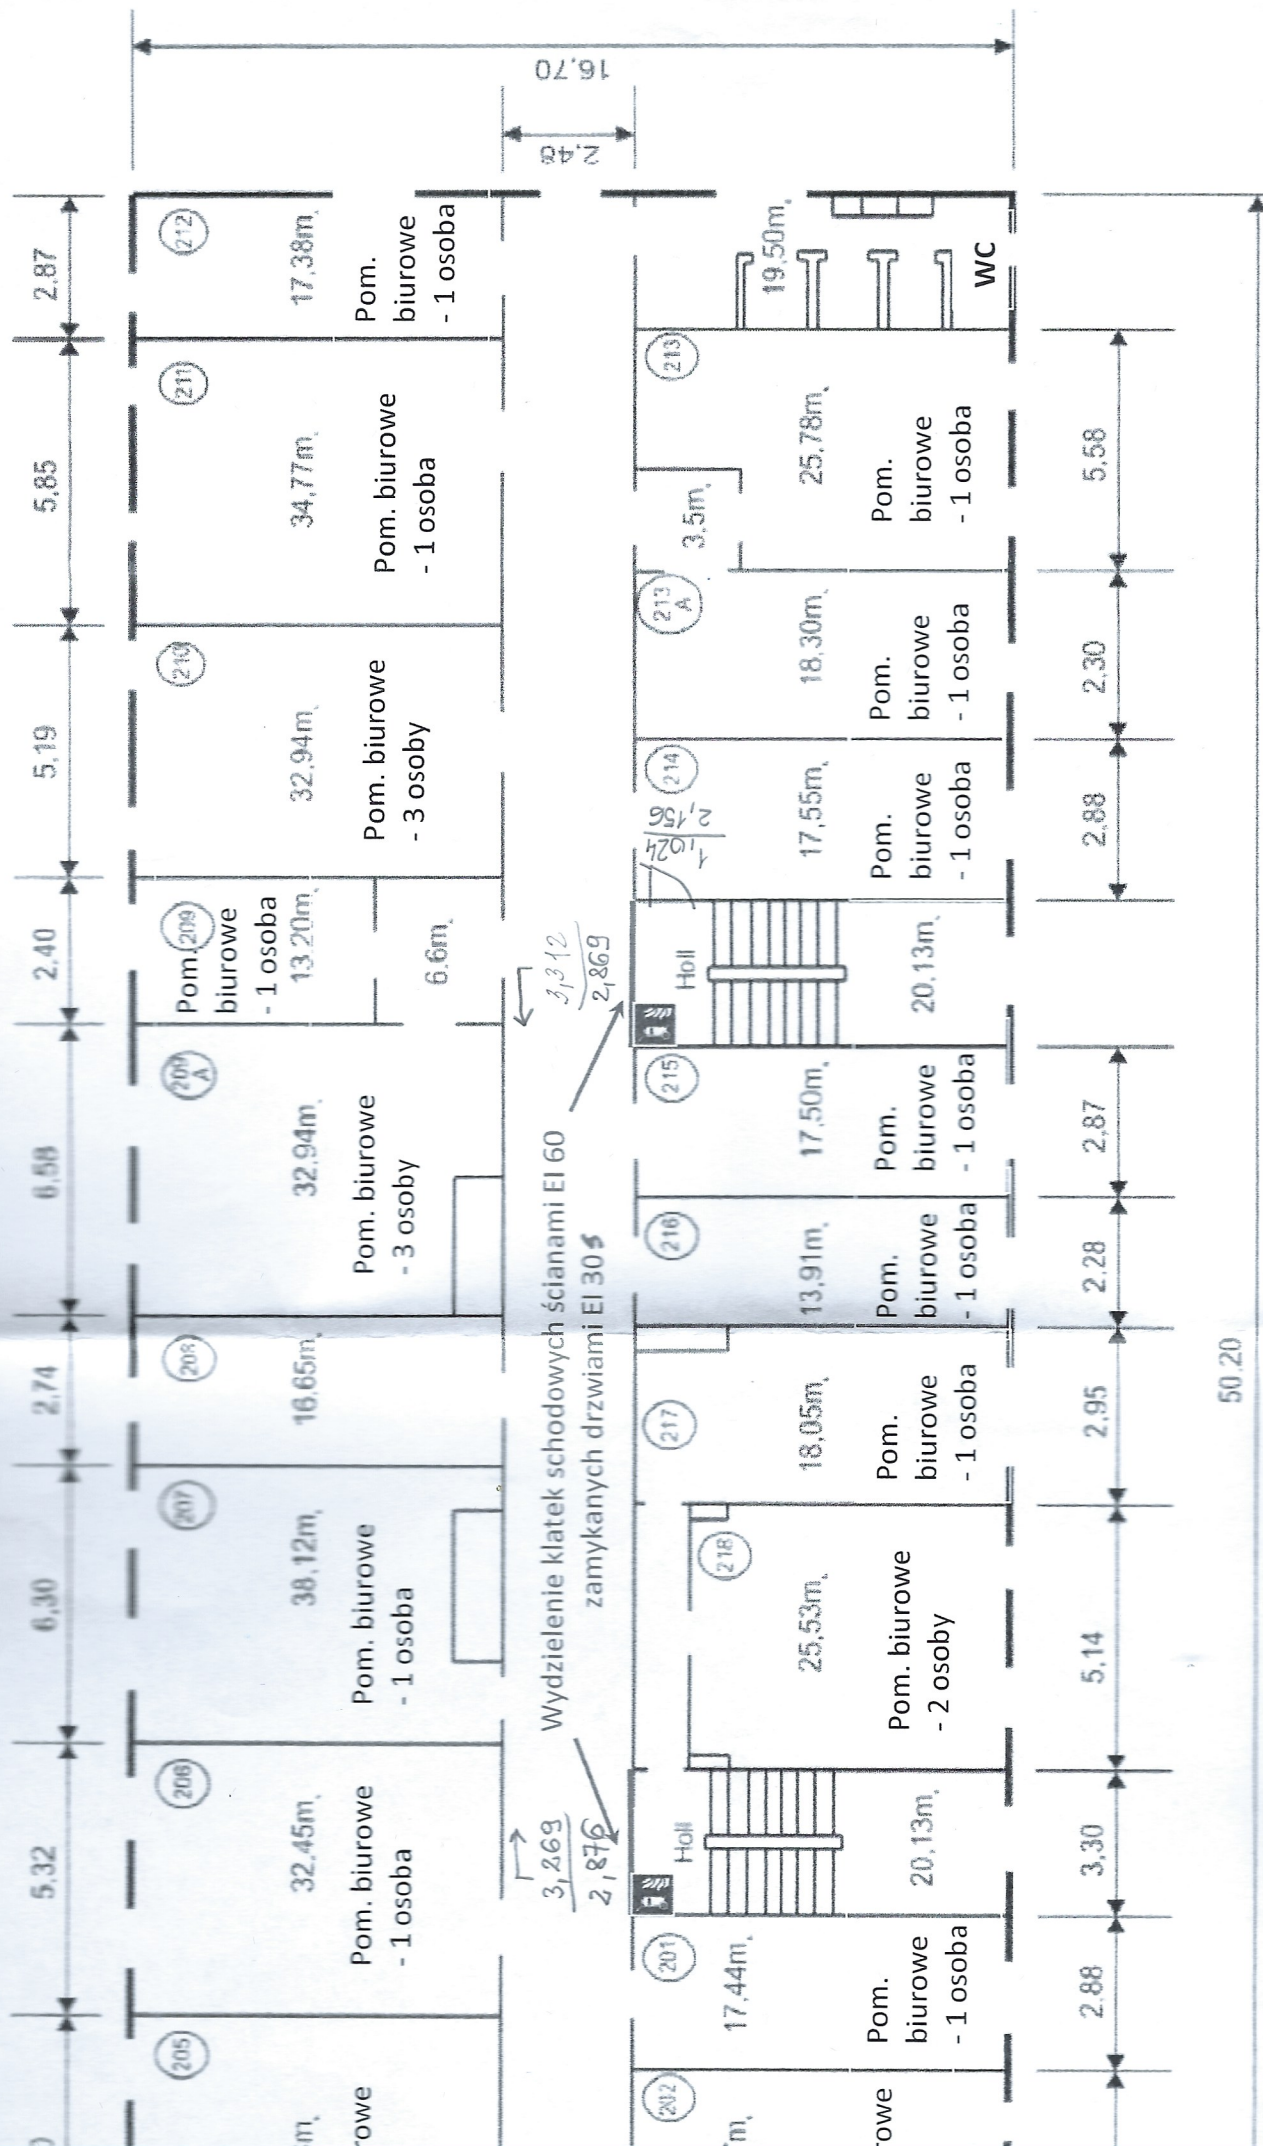 16,70
2,46
2,87
5,85
5,19
2,40
6,58
2,74
6,30
5,32
212
17,38m
Pom.
biurowe
- 1 osoba
211
34,77m
Pom. biurowe
- 1 osoba
210
32,94m
Pom. biurowe
- 3 osoby
209
Pom.
biurowe
- 1 osoba
13,20m
6,6m
209
A
32,94m
Pom. biurowe
- 3 osoby
208
16,65m
207
38,12m
Pom. biurowe
- 1 osoba
206
32,45m
Pom. biurowe
- 1 osoba
205
rowe
3,312
2,869
1,024
2,156
Wydzielenie klatek schodowych ścianami EI 60
zamykanych drzwiami EI 30s
3,269
2,876
19,50m
WC
213
25,78m
Pom.
biurowe
- 1 osoba
3,5m
213
A
18,30m
Pom.
biurowe
- 1 osoba
214
17,55m
Pom.
biurowe
- 1 osoba
Holl
20,13m
215
17,50m
Pom.
biurowe
- 1 osoba
216
13,91m
Pom.
biurowe
- 1 osoba
217
18,05m
Pom.
biurowe
- 1 osoba
218
25,53m
Pom. biurowe
- 2 osoby
Holl
20,13m
201
17,44m
Pom.
biurowe
- 1 osoba
202
rowe
5,58
2,30
2,88
2,87
2,28
2,95
5,14
3,30
2,88
50,20